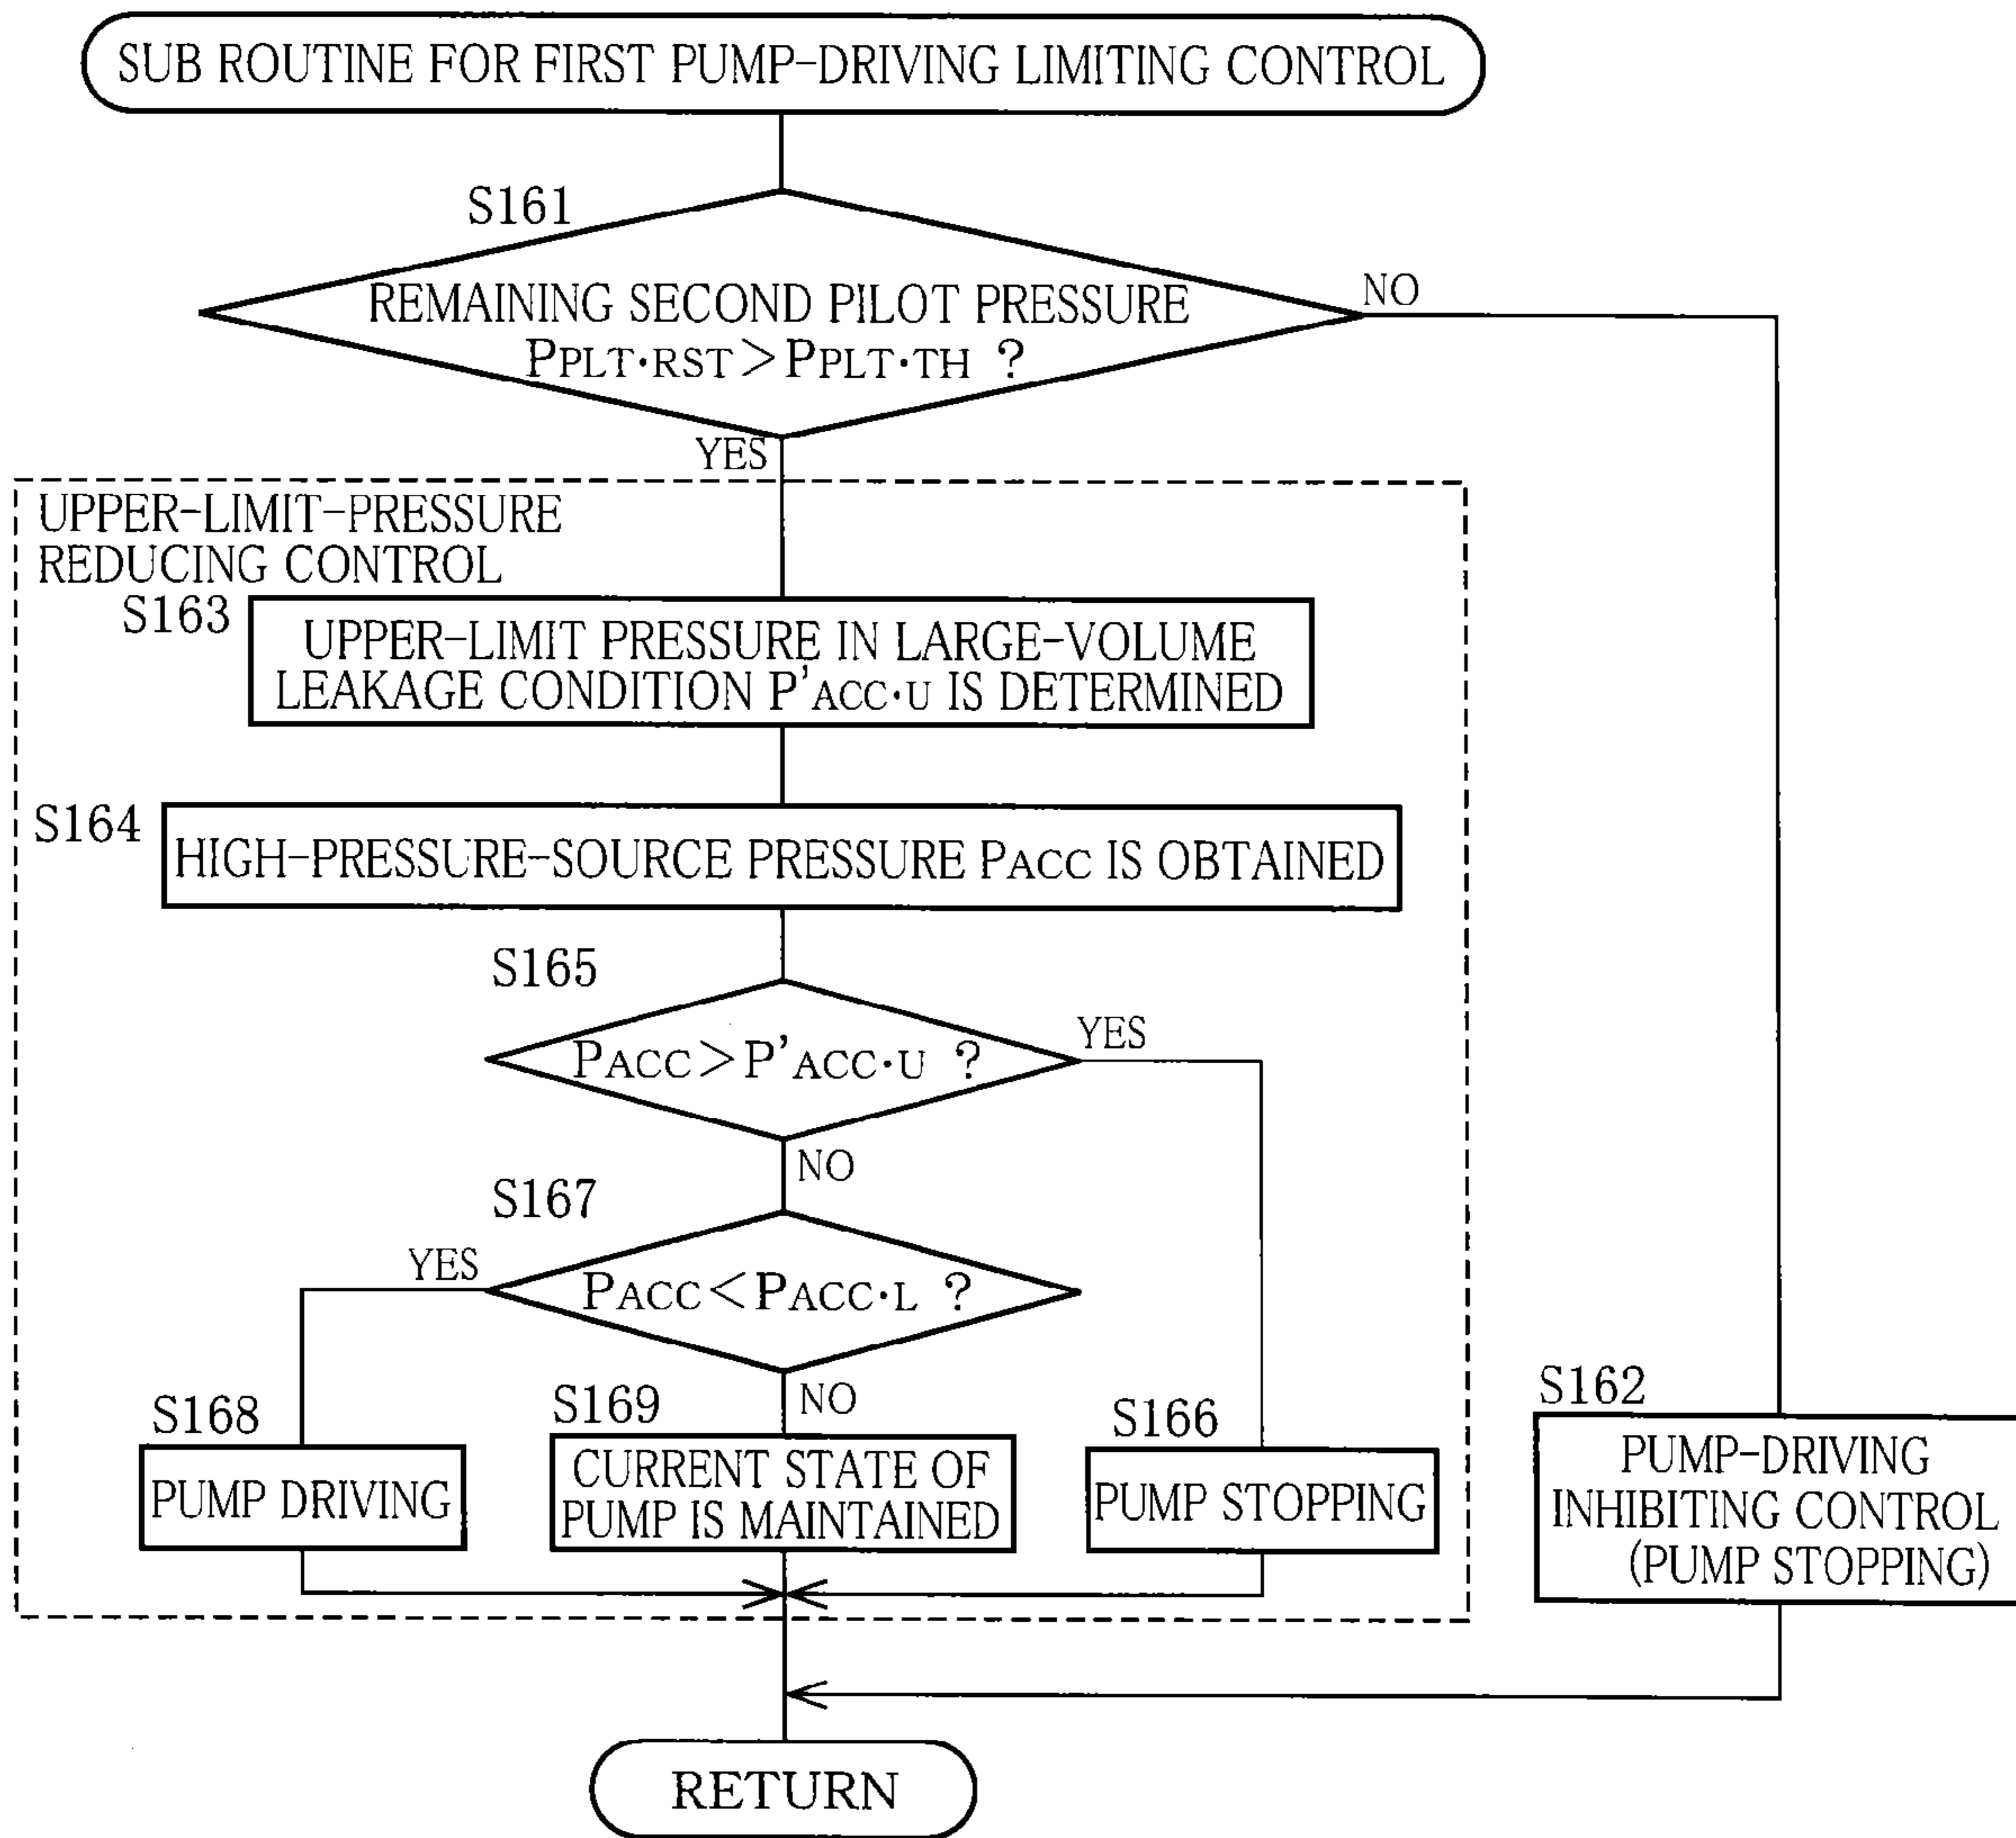 SUB ROUTINE FOR FIRST PUMP-DRIVING LIMITING CONTROL
S161
REMAINING SECOND PILOT PRESSURE
PPLT·RST>PPLT·TH ?
NO
YES
UPPER-LIMIT-PRESSURE
REDUCING CONTROL
S163
UPPER-LIMIT PRESSURE IN LARGE-VOLUME
LEAKAGE CONDITION P'ACC·U IS DETERMINED
S164
HIGH-PRESSURE-SOURCE PRESSURE PACC IS OBTAINED
S165
PACC>P'ACC·U ?
YES
NO
S167
PACC<PACC·L ?
YES
NO
S168
PUMP DRIVING
S169
CURRENT STATE OF
PUMP IS MAINTAINED
S166
PUMP STOPPING
S162
PUMP-DRIVING
INHIBITING CONTROL
(PUMP STOPPING)
RETURN